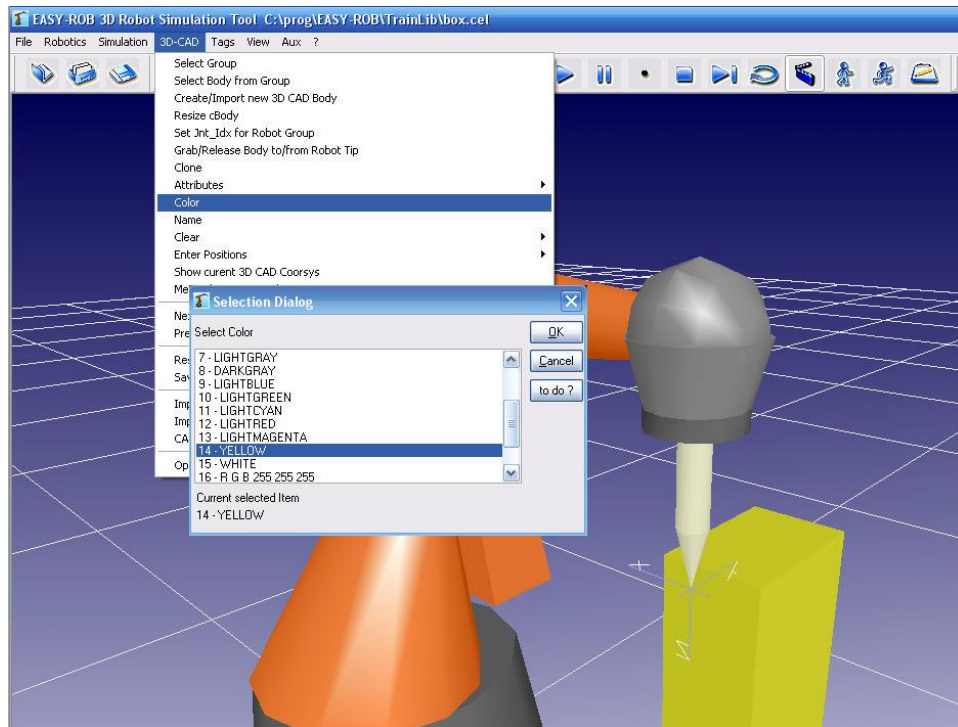 EASY-ROB 3D Robot Simulation Tool C:\prog\EASY-ROB\TrainLib\box.cel
File Robotics Simulation 3D-CAD Tags View Aux ?
Select Group
Select Body from Group
Create/Import new 3D CAD Body
Resize cBody
Set Jnt_Idx for Robot Group
Grab/Release Body to/from Robot Tip
Clone
Attributes
Color
Name
Clear
Enter Positions
Show curent 3D CAD Coorsys
Selection Dialog
Select Color
OK
Cancel
to do ?
7 - LIGHTGRAY
8 - DARKGRAY
9 - LIGHTBLUE
10 - LIGHTGREEN
11 - LIGHTCYAN
12 - LIGHTRED
13 - LIGHTMAGENTA
14 - YELLOW
15 - WHITE
16 - R G B 255 255 255
Current selected Item
14 - YELLOW